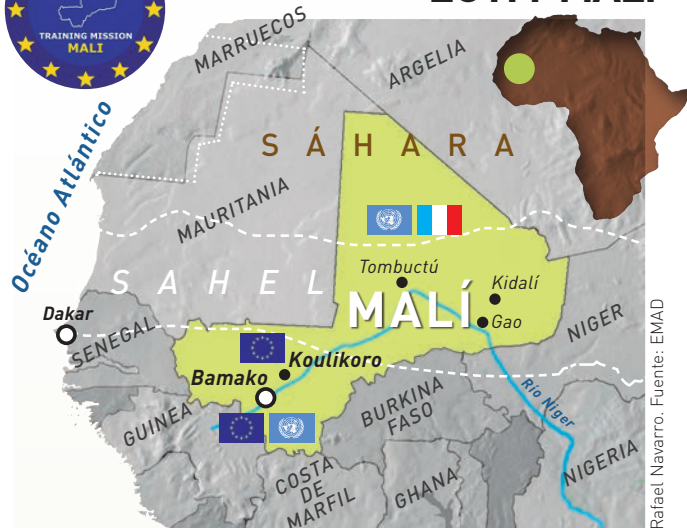 TRAINING MISSION
MALI
MARRUECOS
ARGELIA
SÁHARA
Océano Atlántico
MAURITANIA
SAHEL
Tombuctú
Kidalí
MALÍ
Gao
Dakar
SENEGAL
NIGER
Koulikoro
Bamako
GUINEA
BURKINA
FASO
Río Niger
NIGERIA
COSTA
DE
MARFIL
GHANA
Rafael Navarro. Fuente: EMAD